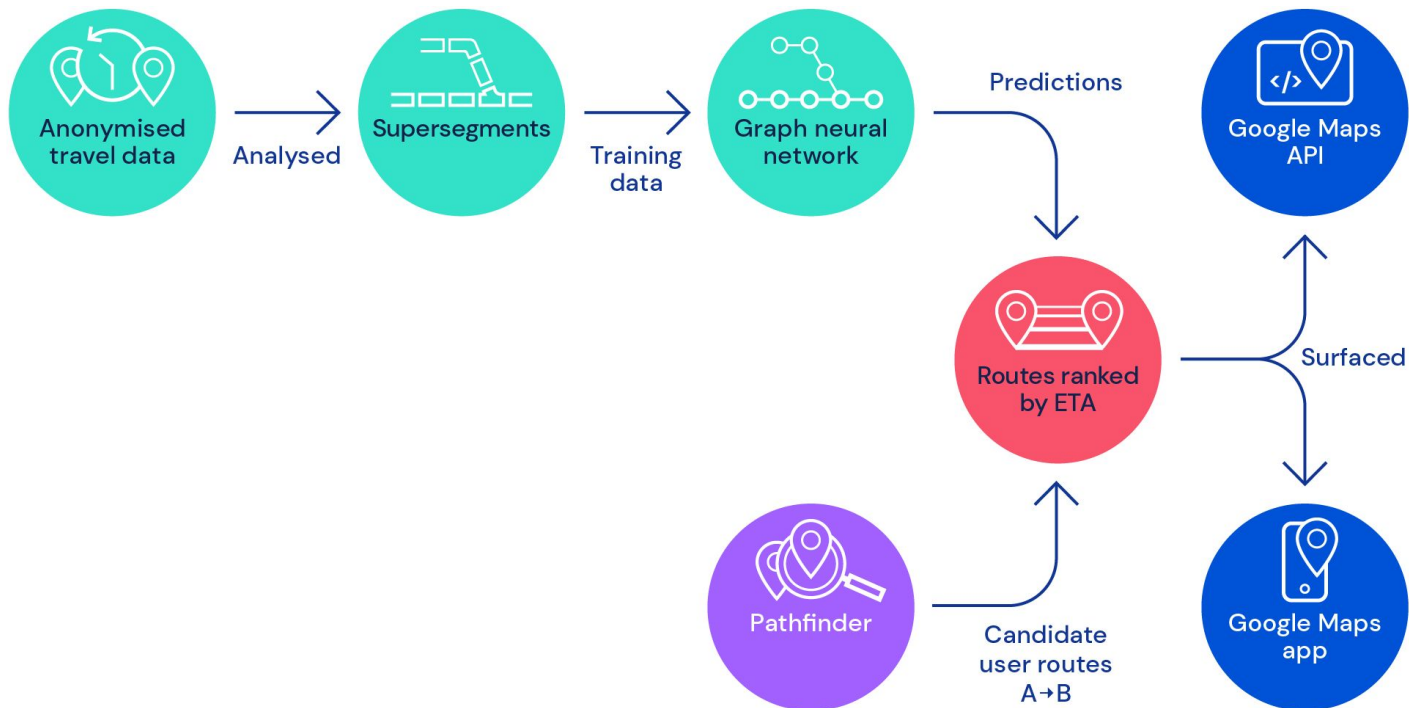 Anonymised
travel data
Analysed
Supersegments
Training
data
Graph neural
network
Predictions
</>
Google Maps
API
Routes ranked
by ETA
Surfaced
Pathfinder
Candidate
user routes
A→B
Google Maps
app